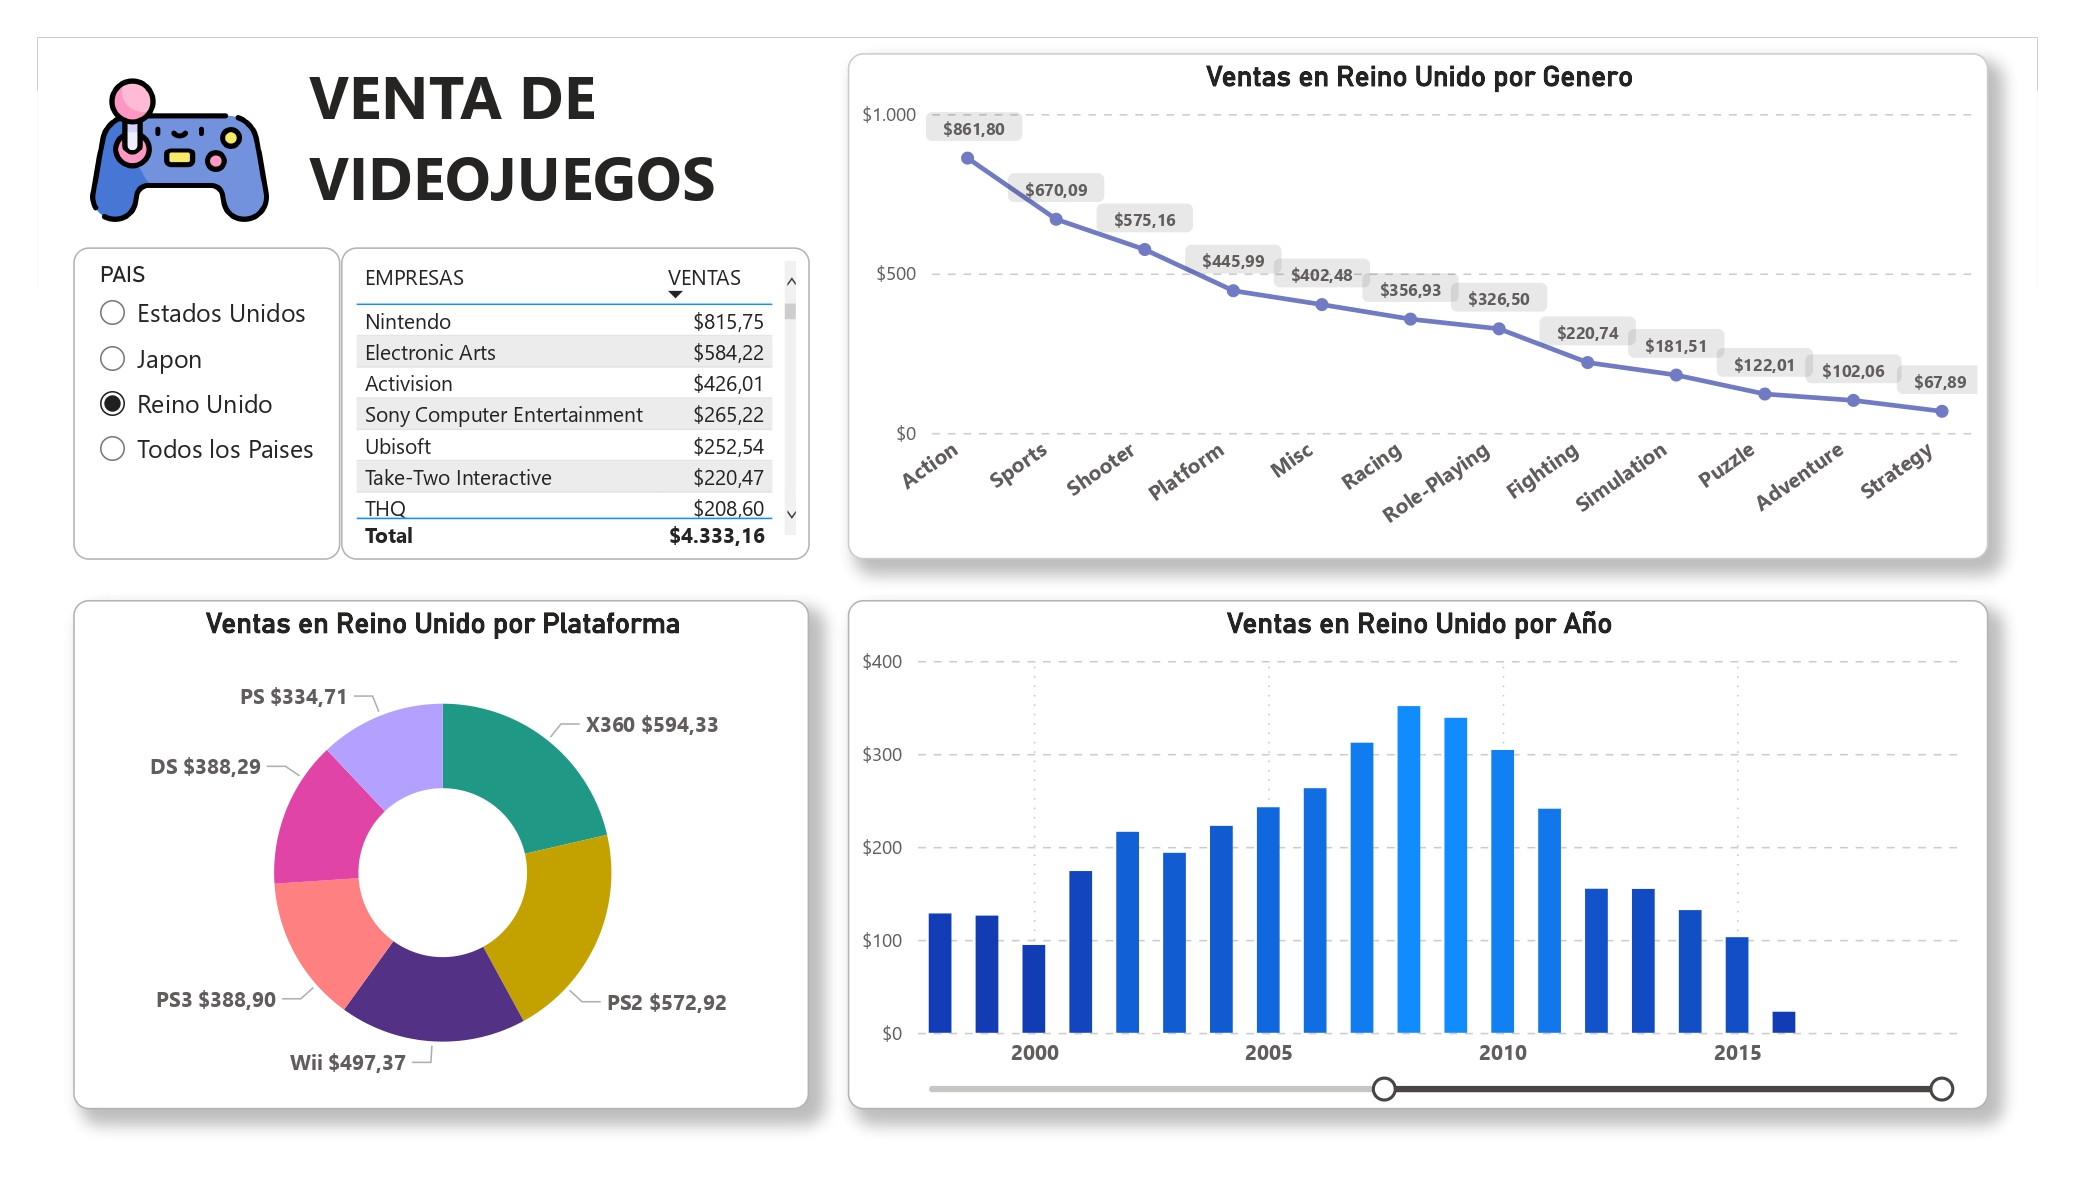 VENTA DE
VIDEOJUEGOS
PAIS
Estados Unidos
Japon
Reino Unido
Todos los Paises
EMPRESAS VENTAS
Nintendo $815,75
Electronic Arts $584,22
Activision $426,01
Sony Computer Entertainment $265,22
Ubisoft $252,54
Take-Two Interactive $220,47
THQ $208,60
Total $4.333,16
Ventas en Reino Unido por Genero
$1.000
$500
$0
$861,80
$670,09
$575,16
$445,99
$402,48
$356,93
$326,50
$220,74
$181,51
$122,01
$102,06
$67,89
Action
Sports
Shooter
Platform
Misc
Racing
Role-Playing
Fighting
Simulation
Puzzle
Adventure
Strategy
Ventas en Reino Unido por Plataforma
PS $334,71
X360 $594,33
DS $388,29
PS3 $388,90
PS2 $572,92
Wii $497,37
Ventas en Reino Unido por Año
$400
$300
$200
$100
$0
2000 2005 2010 2015